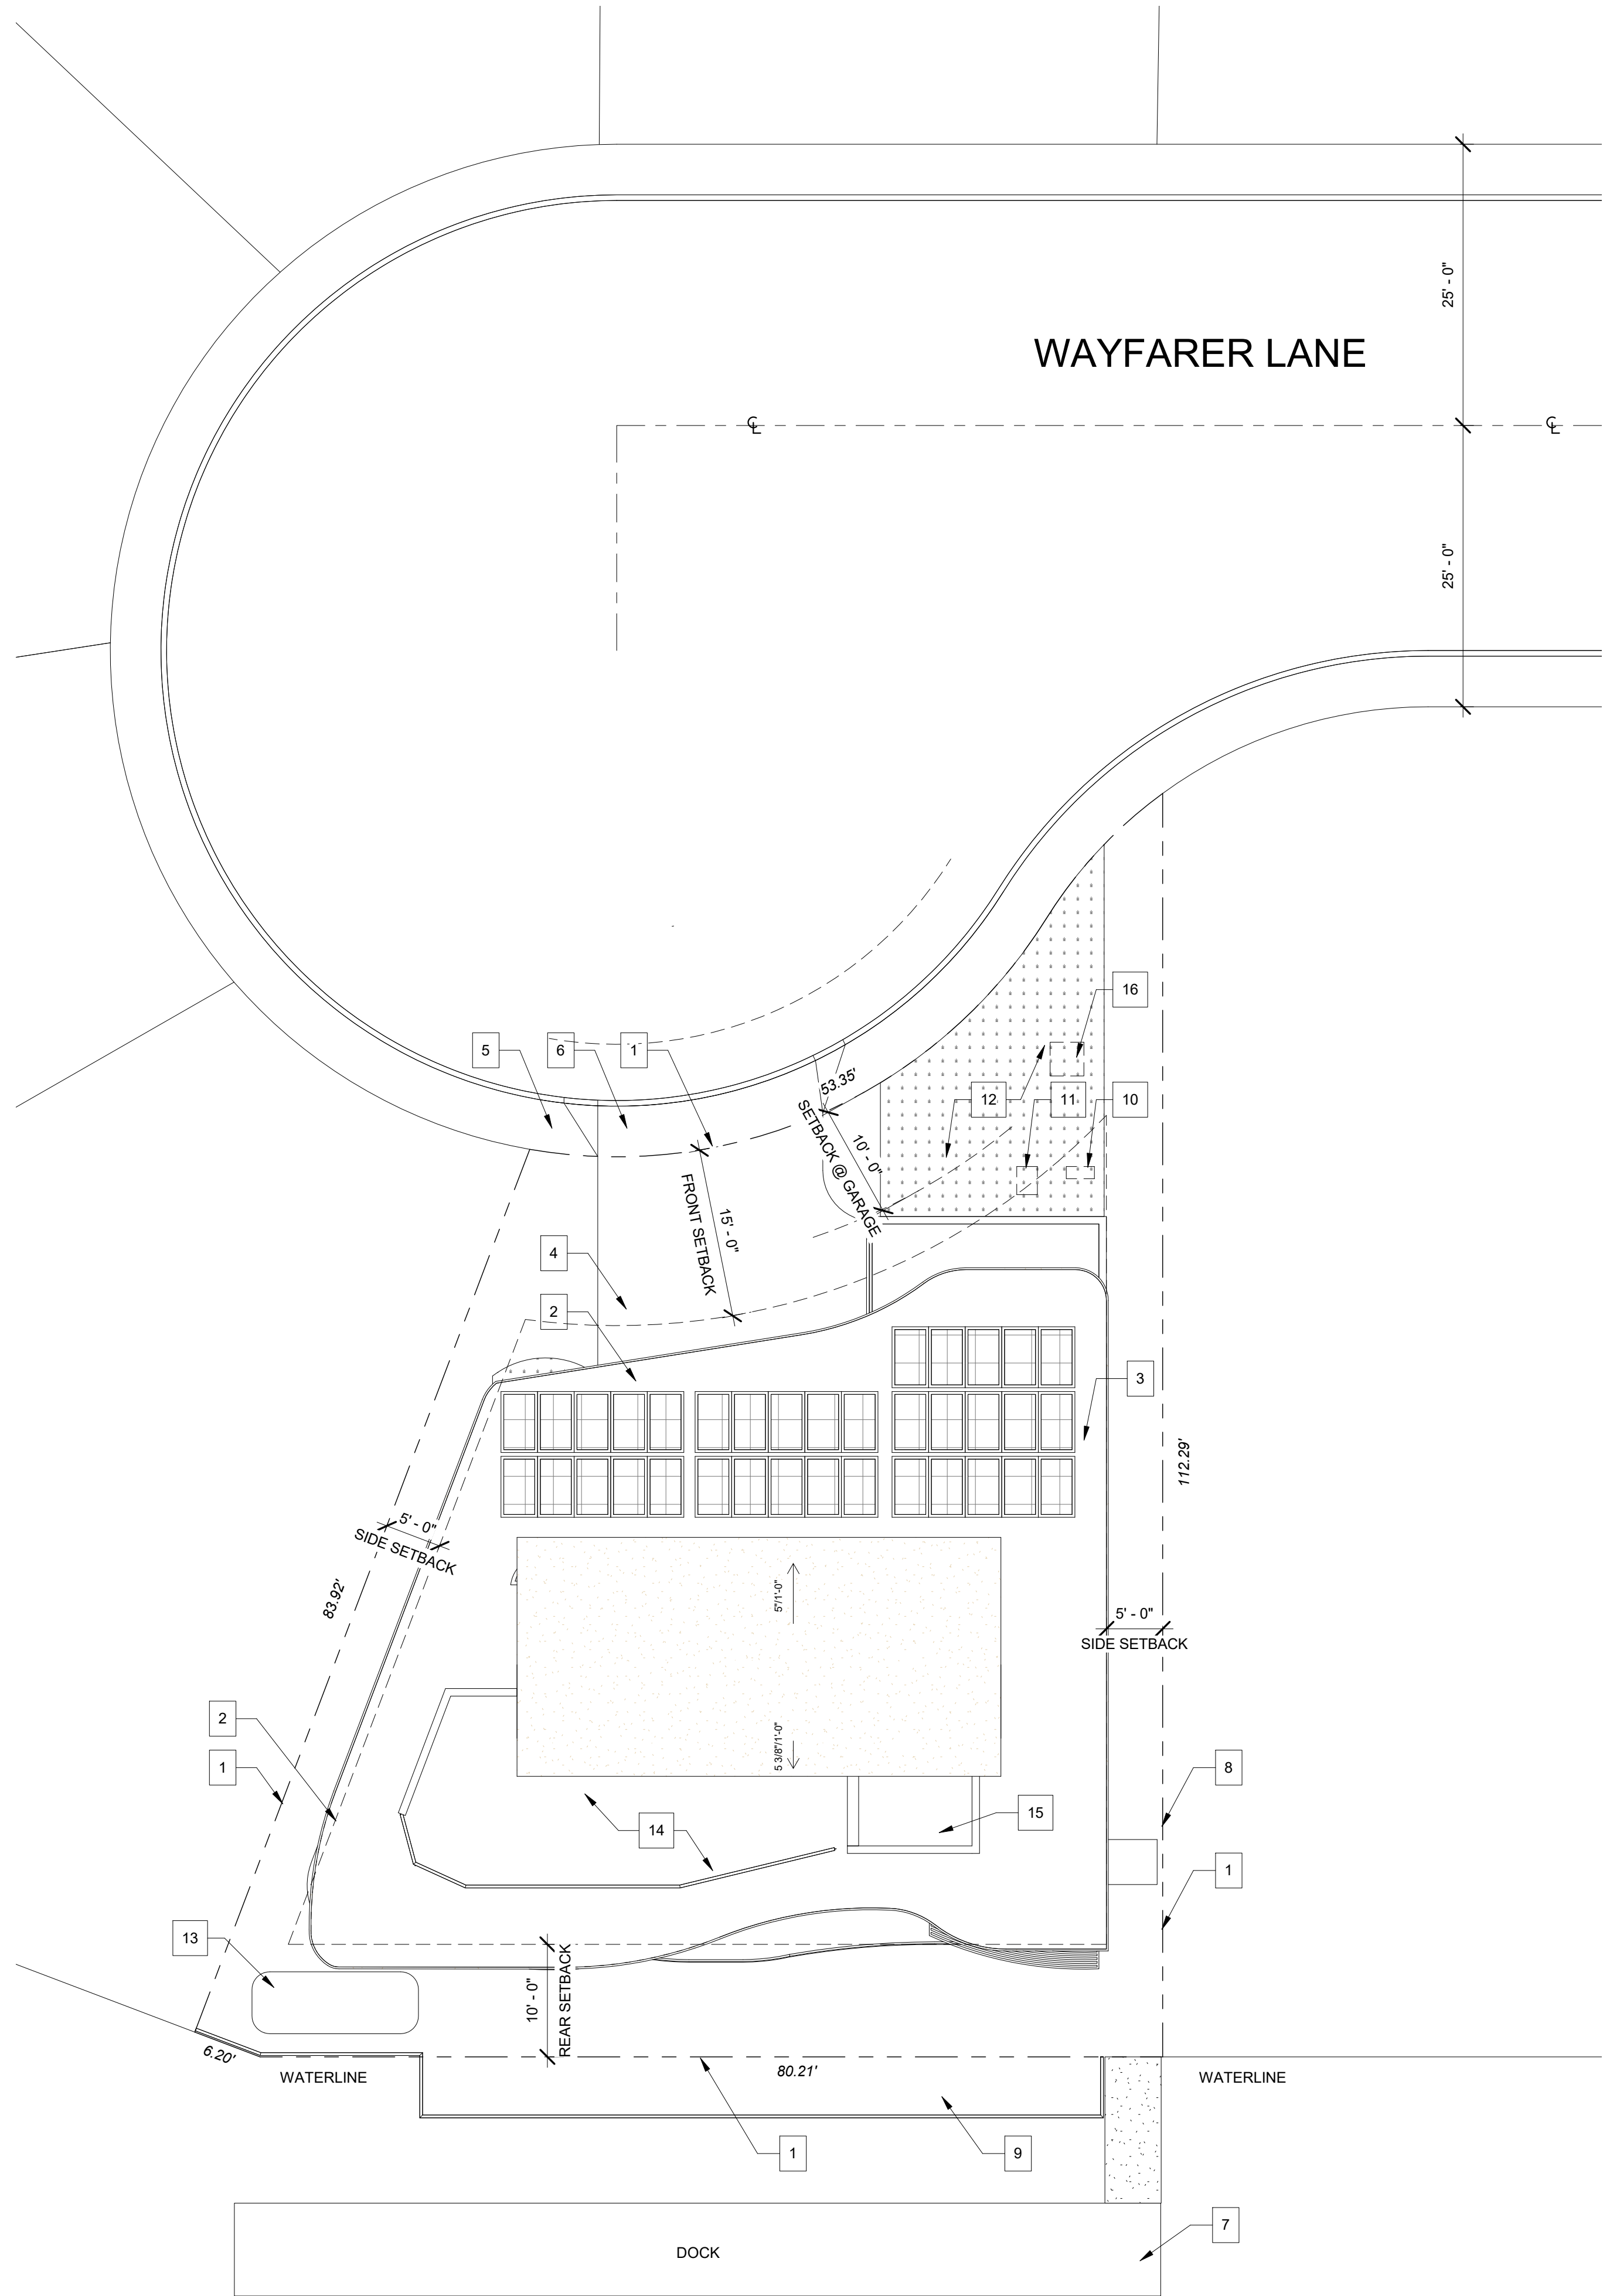 25' - 0"
WAYFARER LANE
℄
℄
25' - 0"
16
5
6
1
53.35'
12
11
10
SETBACK @ GARAGE
10' - 0"
FRONT SETBACK
15' - 0"
4
2
3
112.29'
5' - 0"
SIDE SETBACK
83.92'
5"/1'-0"
5' - 0"
SIDE SETBACK
2
1
5 3/8"/1'-0"
8
14
15
1
13
10' - 0"
REAR SETBACK
6.20'
80.21'
WATERLINE
WATERLINE
1
9
7
DOCK